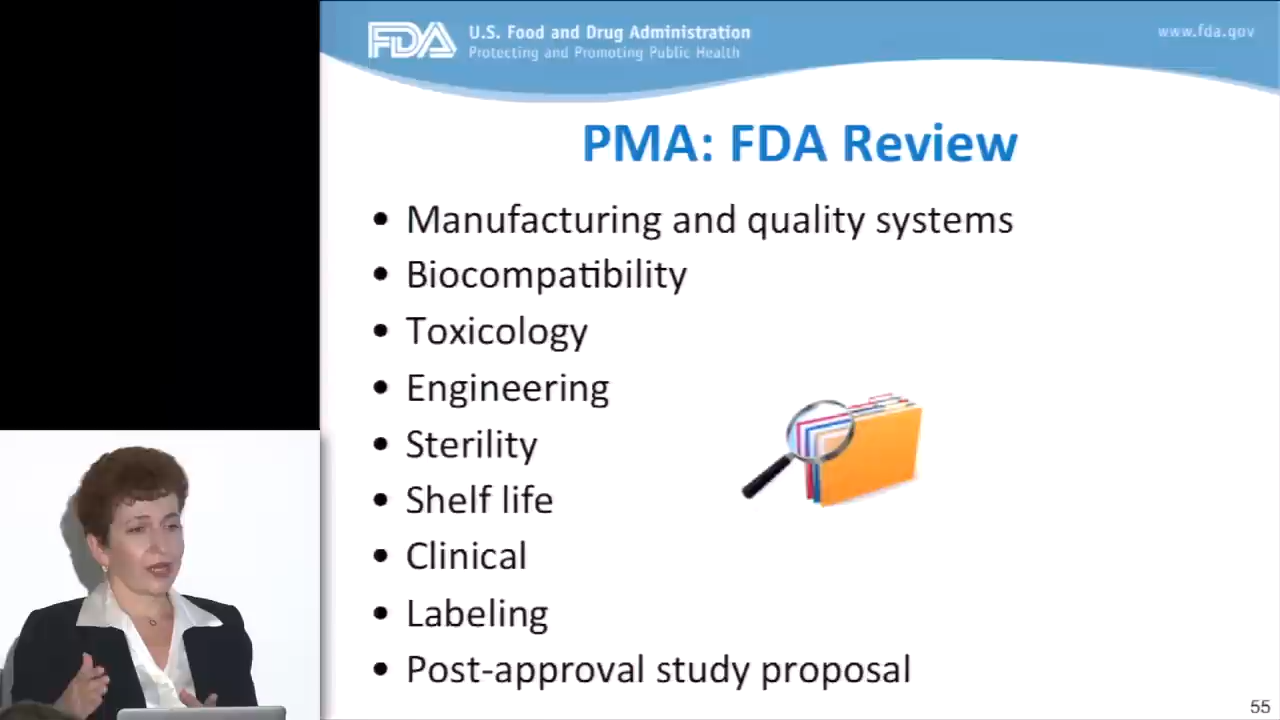 FDA U.S. Food and Drug Administration
Protecting and Promoting Public Health
www.fda.gov
PMA: FDA Review
• Manufacturing and quality systems
• Biocompatibility
• Toxicology
• Engineering
• Sterility
• Shelf life
• Clinical
• Labeling
• Post-approval study proposal
55